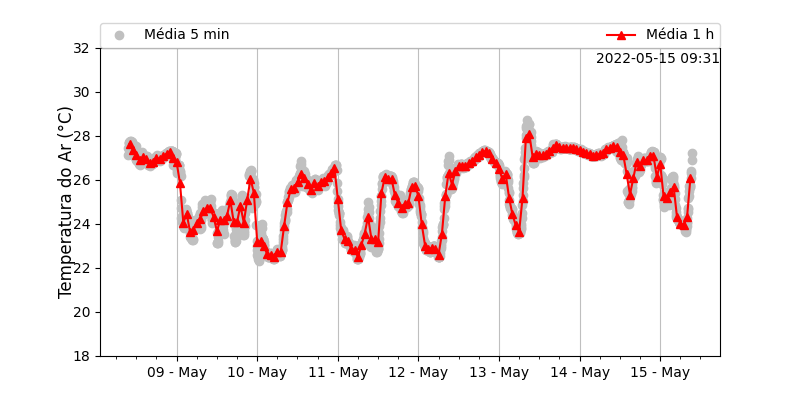 Média 5 min
Média 1 h
2022-05-15 09:31
Temperatura do Ar (°C)
32
30
28
26
24
22
20
18
09 - May
10 - May
11 - May
12 - May
13 - May
14 - May
15 - May